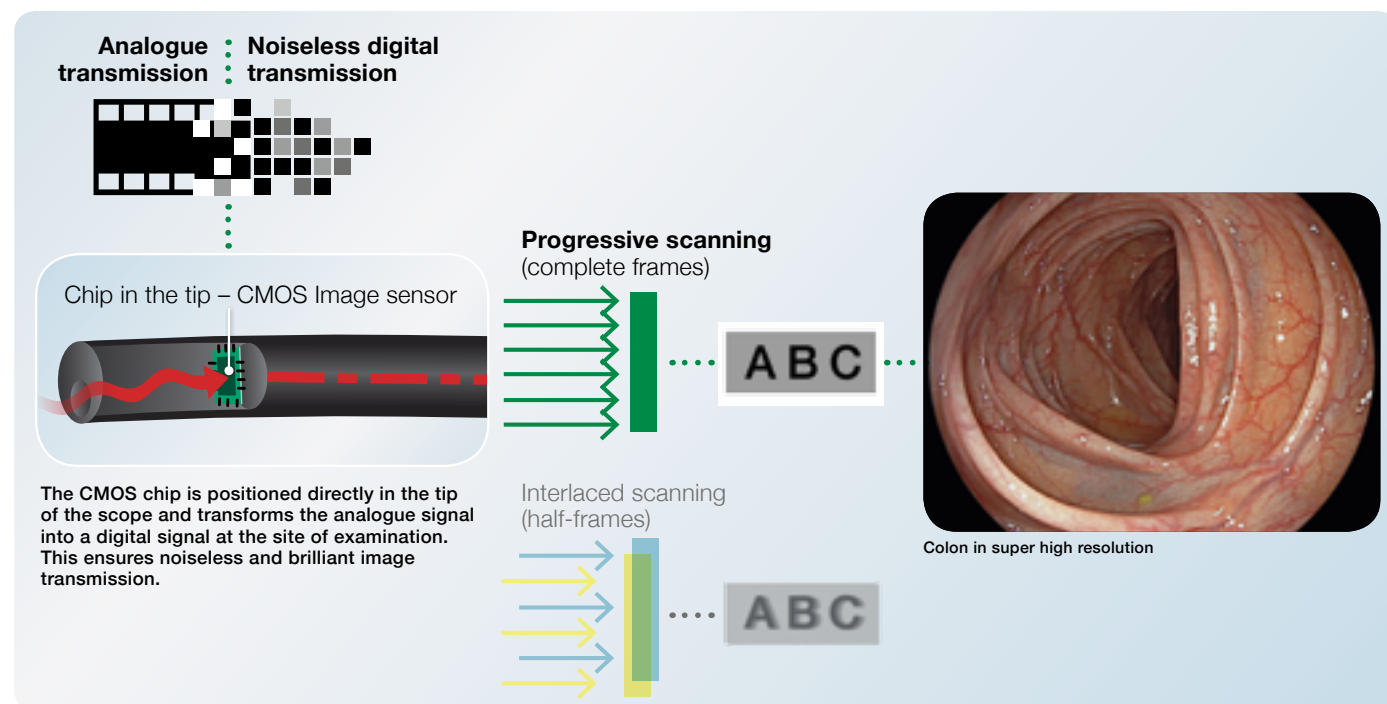 Analogue
transmission
Noiseless digital
transmission
Chip in the tip – CMOS Image sensor
The CMOS chip is positioned directly in the tip
of the scope and transforms the analogue signal
into a digital signal at the site of examination.
This ensures noiseless and brilliant image
transmission.
Progressive scanning
(complete frames)
ABC
Interlaced scanning
(half-frames)
ABC
Colon in super high resolution